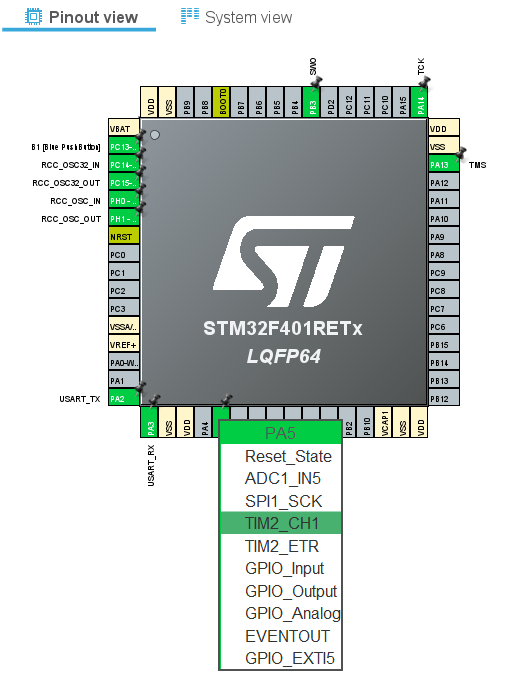 Pinout view
System view
SWO
TCK
VDD
VSS
PB9
PB8
BOOT0
PB7
PB6
PB5
PB4
PB3
PD2
PC12
PC11
PC10
PA15
PA14
VBAT
B1 [Blue PushButton]
PC13-..
RCC_OSC32_IN
PC14-..
RCC_OSC32_OUT
PC15-..
RCC_OSC_IN
PH0 -..
RCC_OSC_OUT
PH1 -..
NRST
PC0
PC1
PC2
PC3
VSSA/..
VREF+
PA0-W..
PA1
USART_TX
PA2
VDD
VSS
PA13
TMS
PA12
PA11
PA10
PA9
PA8
PC9
PC8
PC7
PC6
PB15
PB14
PB13
PB12
STM32F401RETx
LQFP64
PA3
VSS
VDD
PA4
PB2
PB10
VCAP1
VSS
VDD
USART_RX
PA5
Reset_State
ADC1_IN5
SPI1_SCK
TIM2_CH1
TIM2_ETR
GPIO_Input
GPIO_Output
GPIO_Analog
EVENTOUT
GPIO_EXTI5